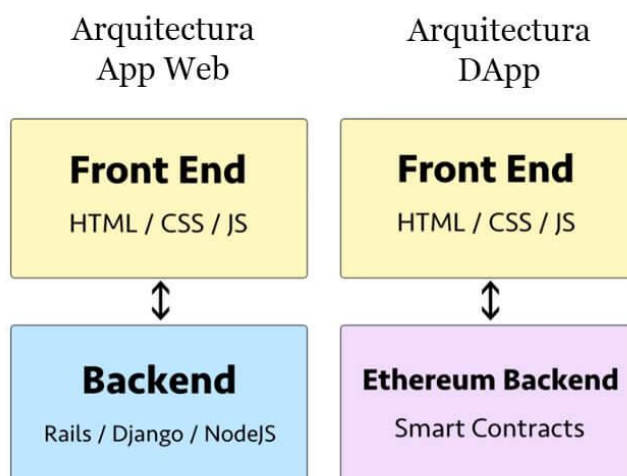 Arquitectura
App Web
Front End
HTML / CSS / JS
Backend
Rails / Django / NodeJS
Arquitectura
DApp
Front End
HTML / CSS / JS
Ethereum Backend
Smart Contracts